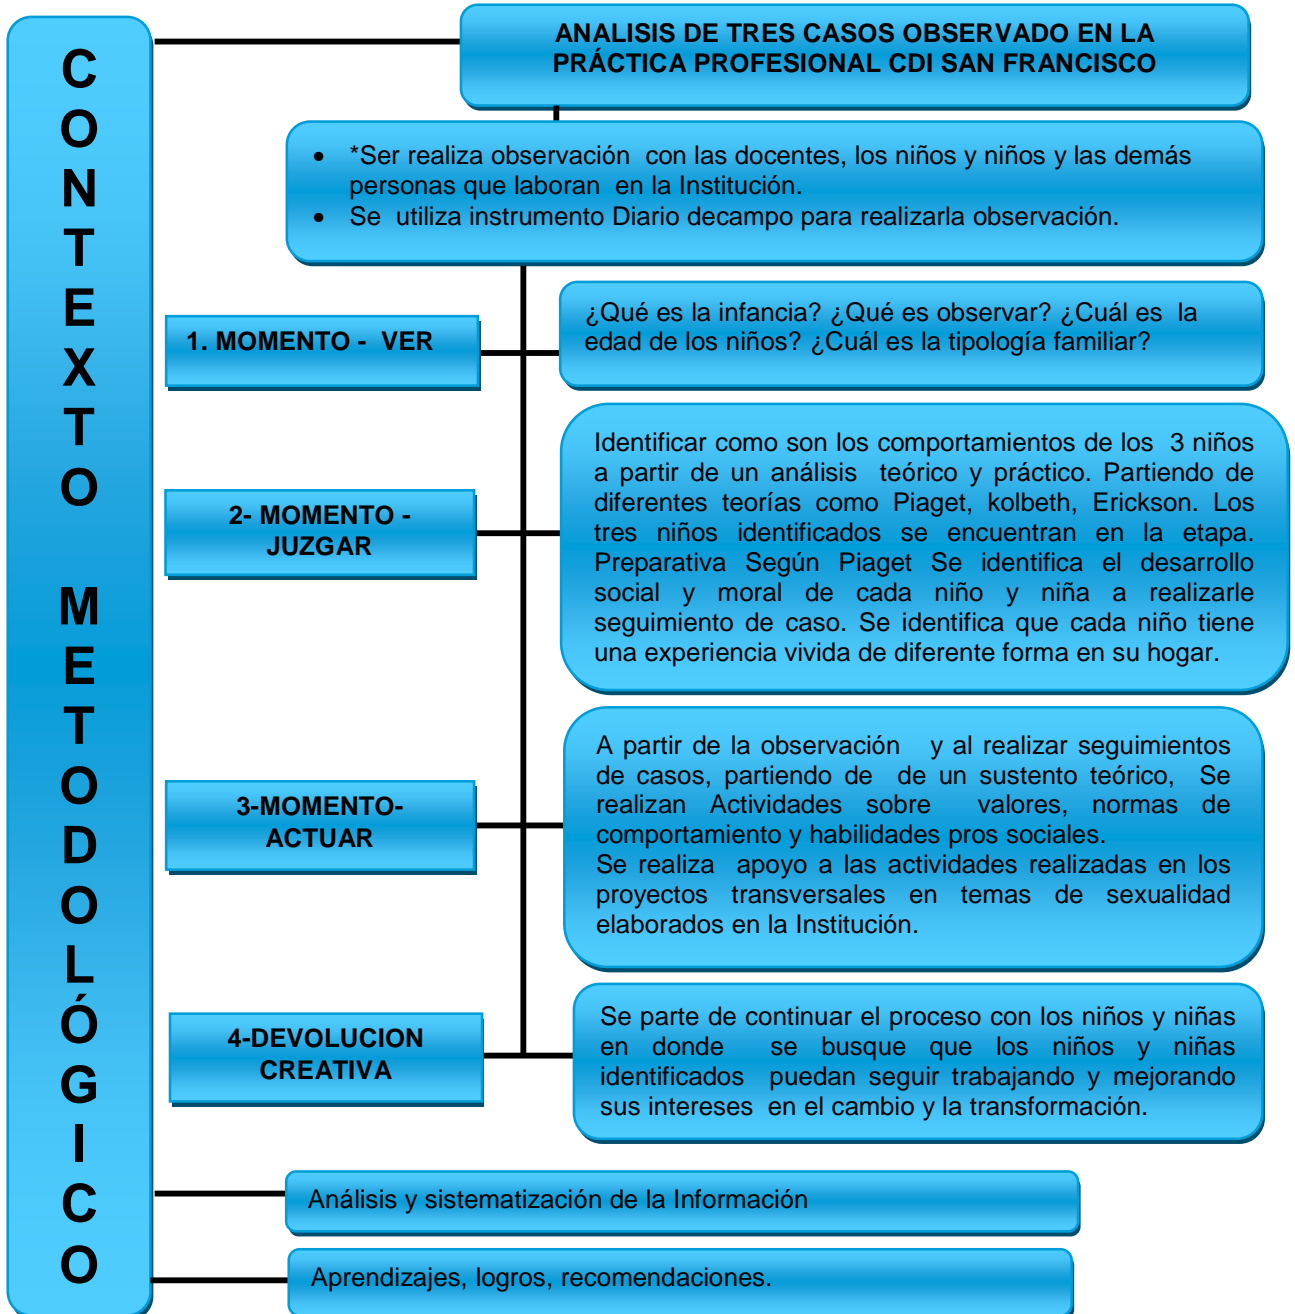 CONTEXTO METODOLÓGICO
ANALISIS DE TRES CASOS OBSERVADO EN LA
PRÁCTICA PROFESIONAL CDI SAN FRANCISCO
• *Ser realiza observación con las docentes, los niños y niños y las demás
personas que laboran en la Institución.
• Se utiliza instrumento Diario decampo para realizarla observación.
1. MOMENTO - VER
¿Qué es la infancia? ¿Qué es observar? ¿Cuál es la
edad de los niños? ¿Cuál es la tipología familiar?
2- MOMENTO -
JUZGAR
Identificar como son los comportamientos de los 3 niños
a partir de un análisis teórico y práctico. Partiendo de
diferentes teorías como Piaget, kolbeth, Erickson. Los
tres niños identificados se encuentran en la etapa.
Preparativa Según Piaget Se identifica el desarrollo
social y moral de cada niño y niña a realizarle
seguimiento de caso. Se identifica que cada niño tiene
una experiencia vivida de diferente forma en su hogar.
3-MOMENTO-
ACTUAR
A partir de la observación y al realizar seguimientos
de casos, partiendo de de un sustento teórico, Se
realizan Actividades sobre valores, normas de
comportamiento y habilidades pros sociales.
Se realiza apoyo a las actividades realizadas en los
proyectos transversales en temas de sexualidad
elaborados en la Institución.
4-DEVOLUCION
CREATIVA
Se parte de continuar el proceso con los niños y niñas
en donde se busque que los niños y niñas
identificados puedan seguir trabajando y mejorando
sus intereses en el cambio y la transformación.
Análisis y sistematización de la Información
Aprendizajes, logros, recomendaciones.